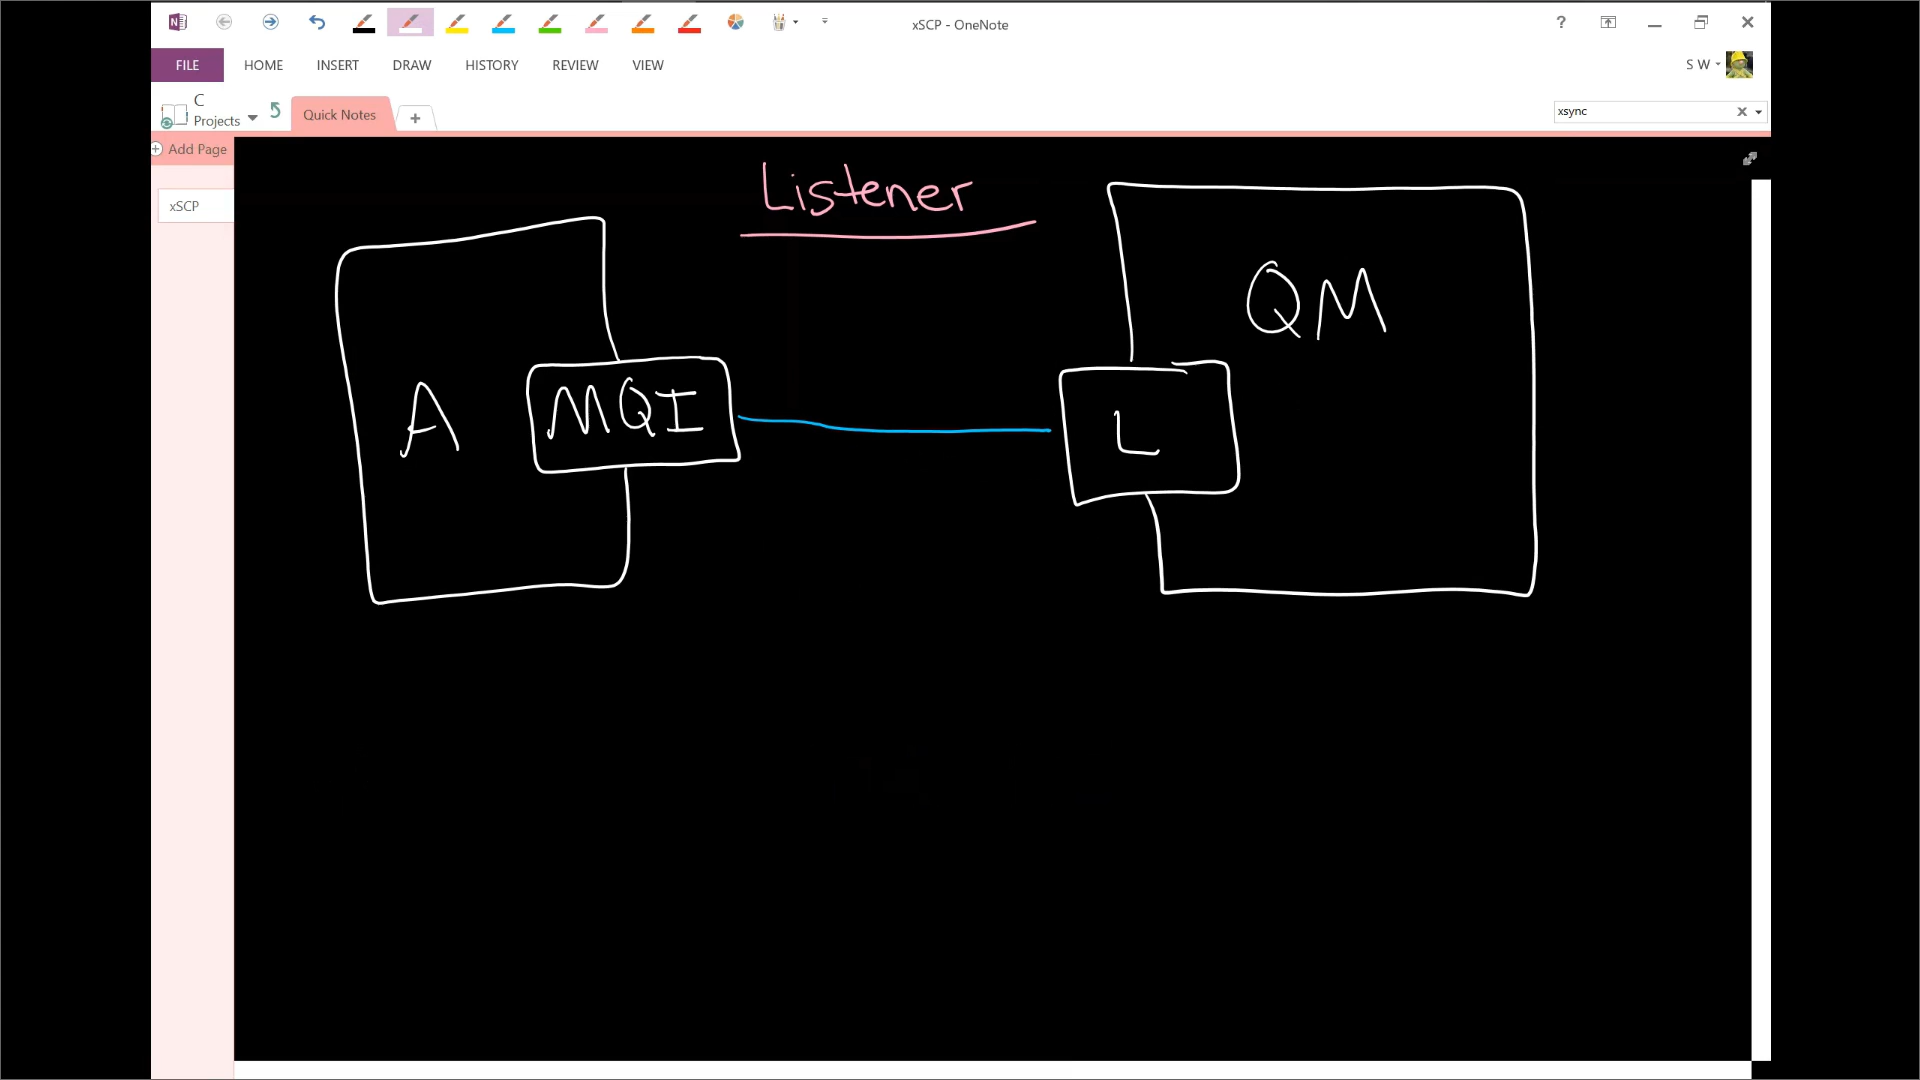 xSCP - OneNote
?
FILE HOME INSERT DRAW HISTORY REVIEW VIEW
S W
C
Projects
Quick Notes
+
xsync
Add Page
xSCP
Listener
QM
A
MQI
L